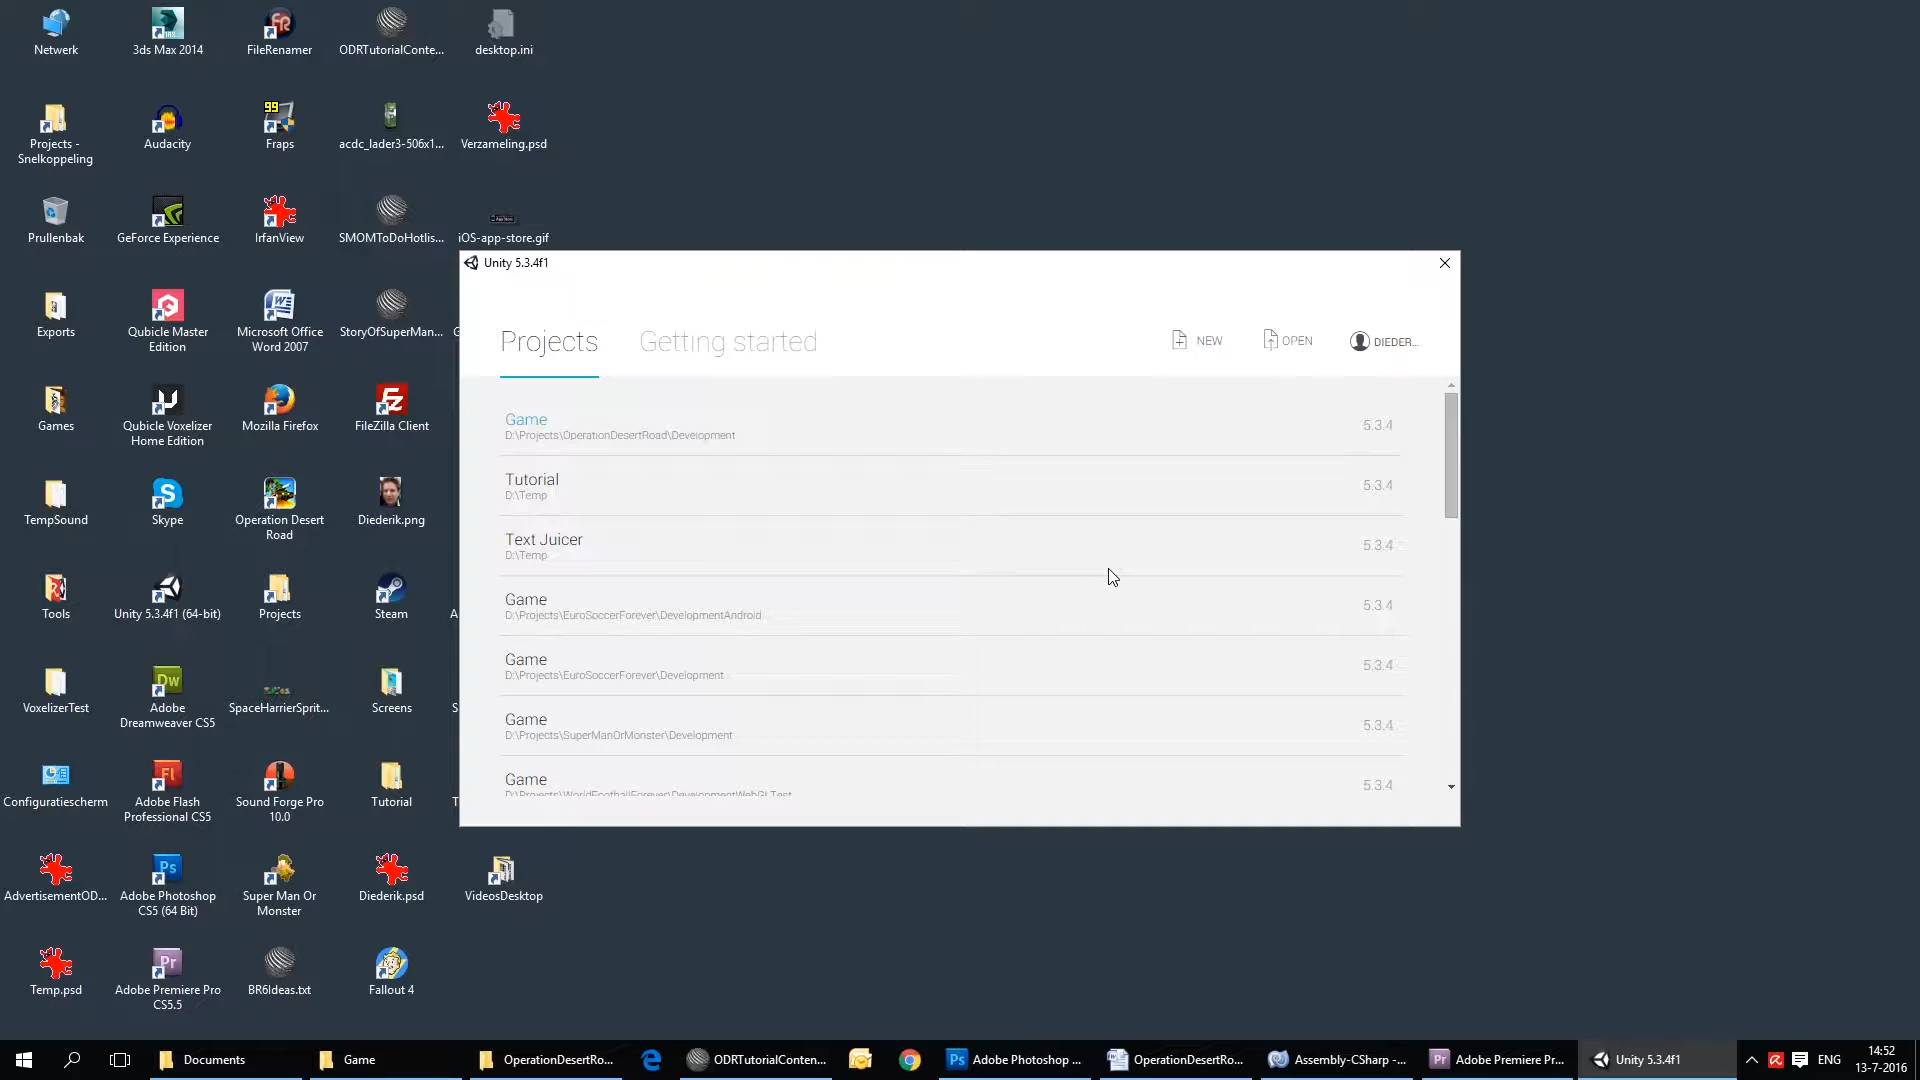 Netwerk
3ds Max 2014
FileRenamer
ODRTutorialConte...
desktop.ini
Projects -
Snelkoppeling
Audacity
99
Fraps
acdc_lader3-506x1...
Verzameling.psd
Prullenbak
GeForce Experience
IrfanView
SMOMToDoHotlis...
iOS-app-store.gif
Exports
Qubicle Master
Edition
Microsoft Office
Word 2007
StoryOfSuperMan...
Games
Qubicle Voxelizer
Home Edition
Mozilla Firefox
FileZilla Client
TempSound
Skype
Operation Desert
Road
Diederik.png
Tools
Unity 5.3.4f1 (64-bit)
Projects
Steam
VoxelizerTest
Adobe
Dreamweaver CS5
SpaceHarrierSprit...
Screens
Configuratiescherm
Adobe Flash
Professional CS5
Sound Forge Pro
10.0
Tutorial
AdvertisementOD...
Adobe Photoshop
CS5 (64 Bit)
Super Man Or
Monster
Diederik.psd
VideosDesktop
Temp.psd
Adobe Premiere Pro
CS5.5
BR6Ideas.txt
Fallout 4
Unity 5.3.4f1
Projects
Getting started
NEW
OPEN
DIEDER...
Game
D:\Projects\OperationDesertRoad\Development
5.3.4
Tutorial
D:\Temp
5.3.4
Text Juicer
D:\Temp
5.3.4
Game
D:\Projects\EuroSoccerForever\DevelopmentAndroid
5.3.4
Game
D:\Projects\EuroSoccerForever\Development
5.3.4
Game
D:\Projects\SuperManOrMonster\Development
5.3.4
Game
D:\Projects\WorldFootballForever\DevelopmentWebGLTest
5.3.4
Documents
Game
OperationDesertRo...
ODRTutorialConten...
Adobe Photoshop ...
OperationDesertRo...
Assembly-CSharp -...
Adobe Premiere Pr...
Unity 5.3.4f1
ENG
14:52
13-7-2016